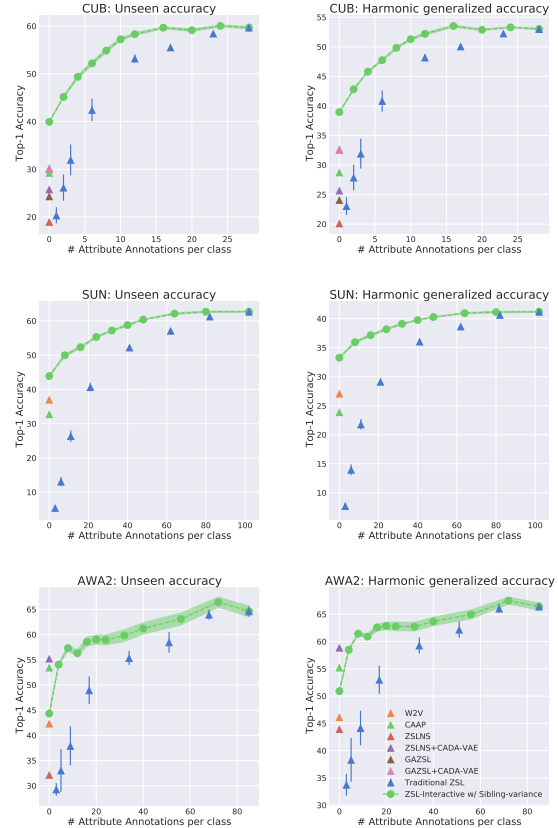 CUB: Unseen accuracy
60
50
40
30
20
Top-1 Accuracy
0 5 10 15 20 25
# Attribute Annotations per class
CUB: Harmonic generalized accuracy
55
50
45
40
35
30
25
20
Top-1 Accuracy
0 5 10 15 20 25
# Attribute Annotations per class
SUN: Unseen accuracy
60
50
40
30
20
10
Top-1 Accuracy
0 20 40 60 80 100
# Attribute Annotations per class
SUN: Harmonic generalized accuracy
40
35
30
25
20
15
10
Top-1 Accuracy
0 20 40 60 80 100
# Attribute Annotations per class
AWA2: Unseen accuracy
65
60
55
50
45
40
35
30
Top-1 Accuracy
0 20 40 60 80
# Attribute Annotations per class
AWA2: Harmonic generalized accuracy
65
60
55
50
45
40
35
30
Top-1 Accuracy
W2V
CAAP
ZSLNS
ZSLNS+CADA-VAE
GAZSL
GAZSL+CADA-VAE
Traditional ZSL
ZSL-Interactive w/ Sibling-variance
0 20 40 60 80
# Attribute Annotations per class